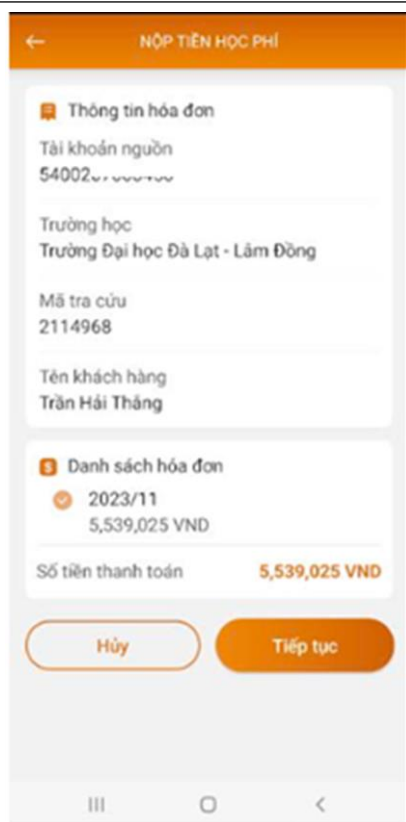 NỘP TIỀN HỌC PHÍ
Thông tin hóa đơn
Tài khoản nguồn
54002
Trường học
Trường Đại học Đà Lạt - Lâm Đồng
Mã tra cứu
2114968
Tên khách hàng
Trần Hải Thăng
Danh sách hóa đơn
2023/11
5,539,025 VND
Số tiền thanh toán 5,539,025 VND
Hủy Tiếp tục